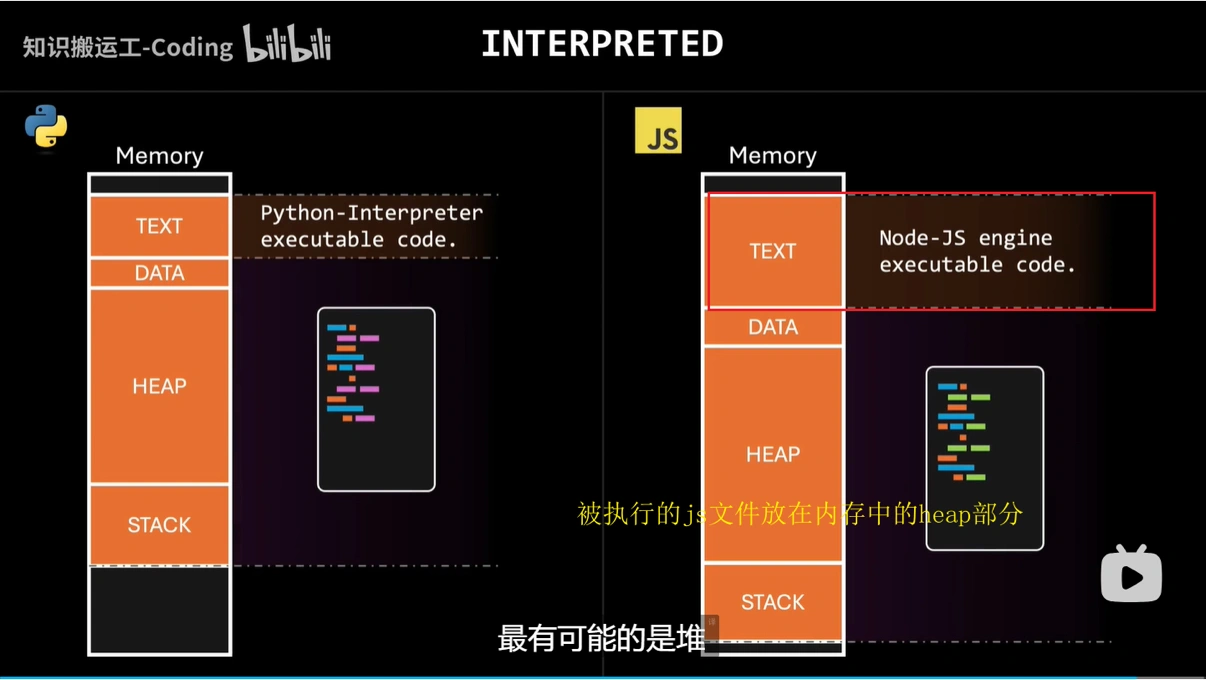 知识搬运工-Coding bilibili
INTERPRETED
Memory
TEXT
Python-Interpreter
executable code.
DATA
HEAP
STACK
JS
Memory
TEXT
Node-JS engine
executable code.
DATA
HEAP
被执行的js文件放在内存中的heap部分
STACK
最有可能的是堆